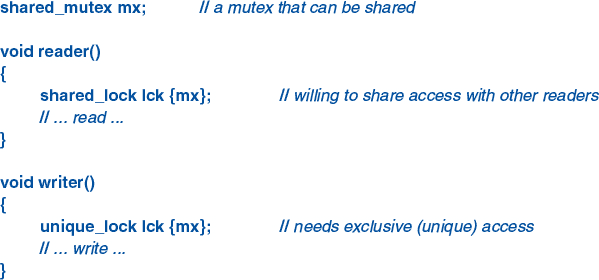 shared_mutex mx; // a mutex that can be shared
void reader()
{
shared_lock lck {mx}; // willing to share access with other readers
// ... read ...
}
void writer()
{
unique_lock lck {mx}; // needs exclusive (unique) access
// ... write ...
}